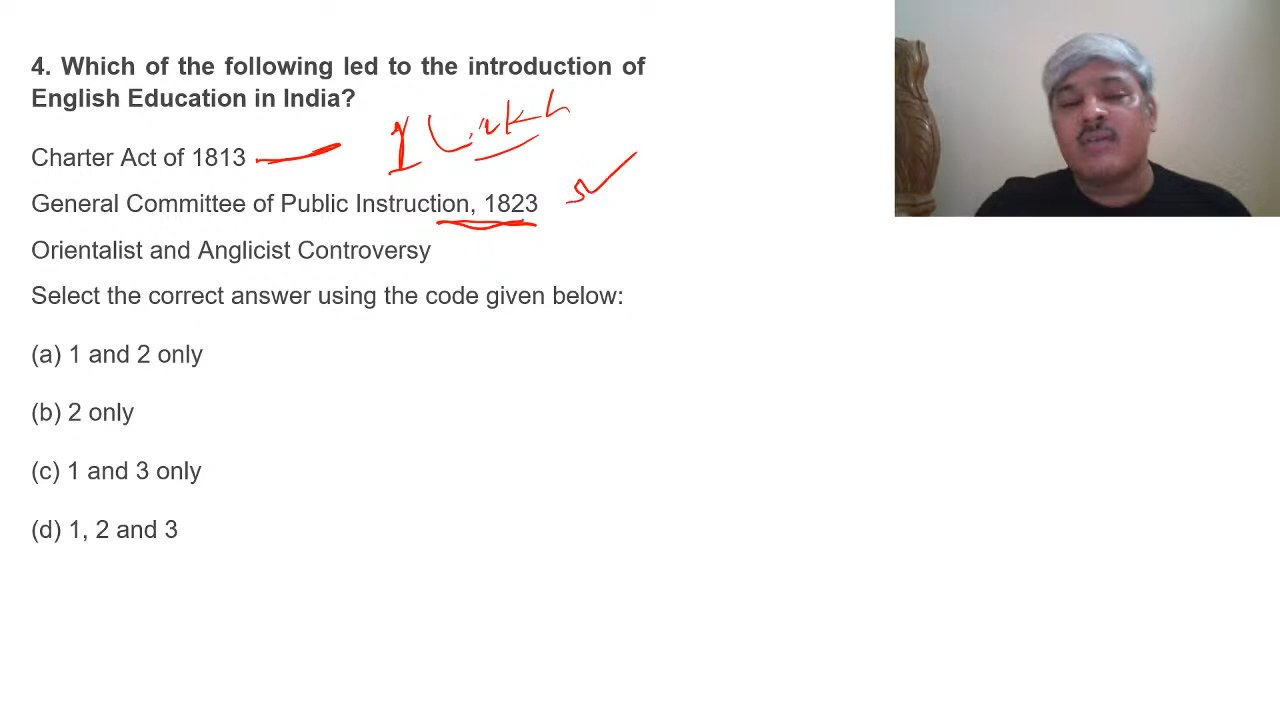 4. Which of the following led to the introduction of
English Education in India?
Charter Act of 1813
1 Lakh
General Committee of Public Instruction, 1823
Orientalist and Anglicist Controversy
Select the correct answer using the code given below:
(a) 1 and 2 only
(b) 2 only
(c) 1 and 3 only
(d) 1, 2 and 3